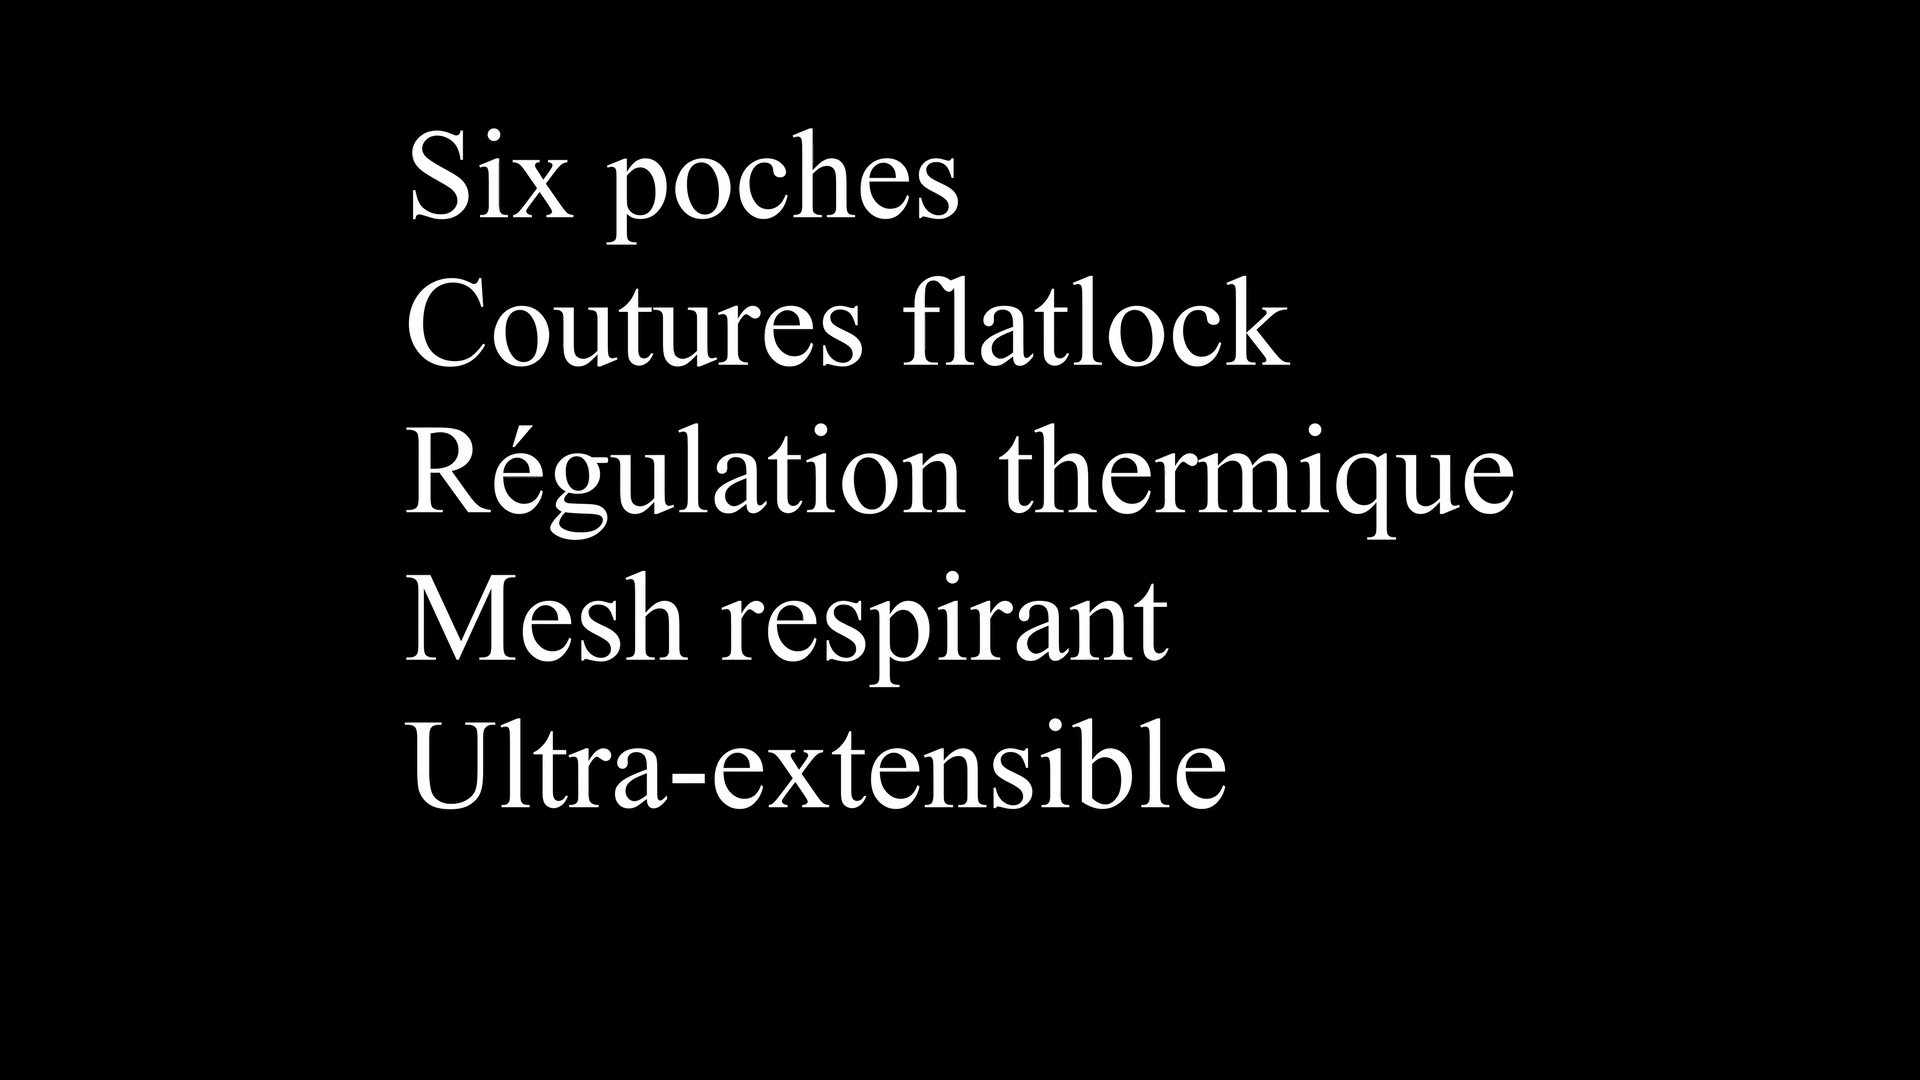 Six poches
Coutures flatlock
Régulation thermique
Mesh respirant
Ultra-extensible